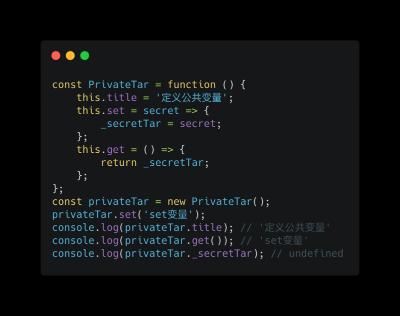 const PrivateTar = function () {
    this.title = '定义公共变量';
    this.set = secret => {
        _secretTar = secret;
    };
    this.get = () => {
        return _secretTar;
    };
};
const privateTar = new PrivateTar();
privateTar.set('set变量');
console.log(privateTar.title); // '定义公共变量'
console.log(privateTar.get()); // 'set变量'
console.log(privateTar._secretTar); // undefined